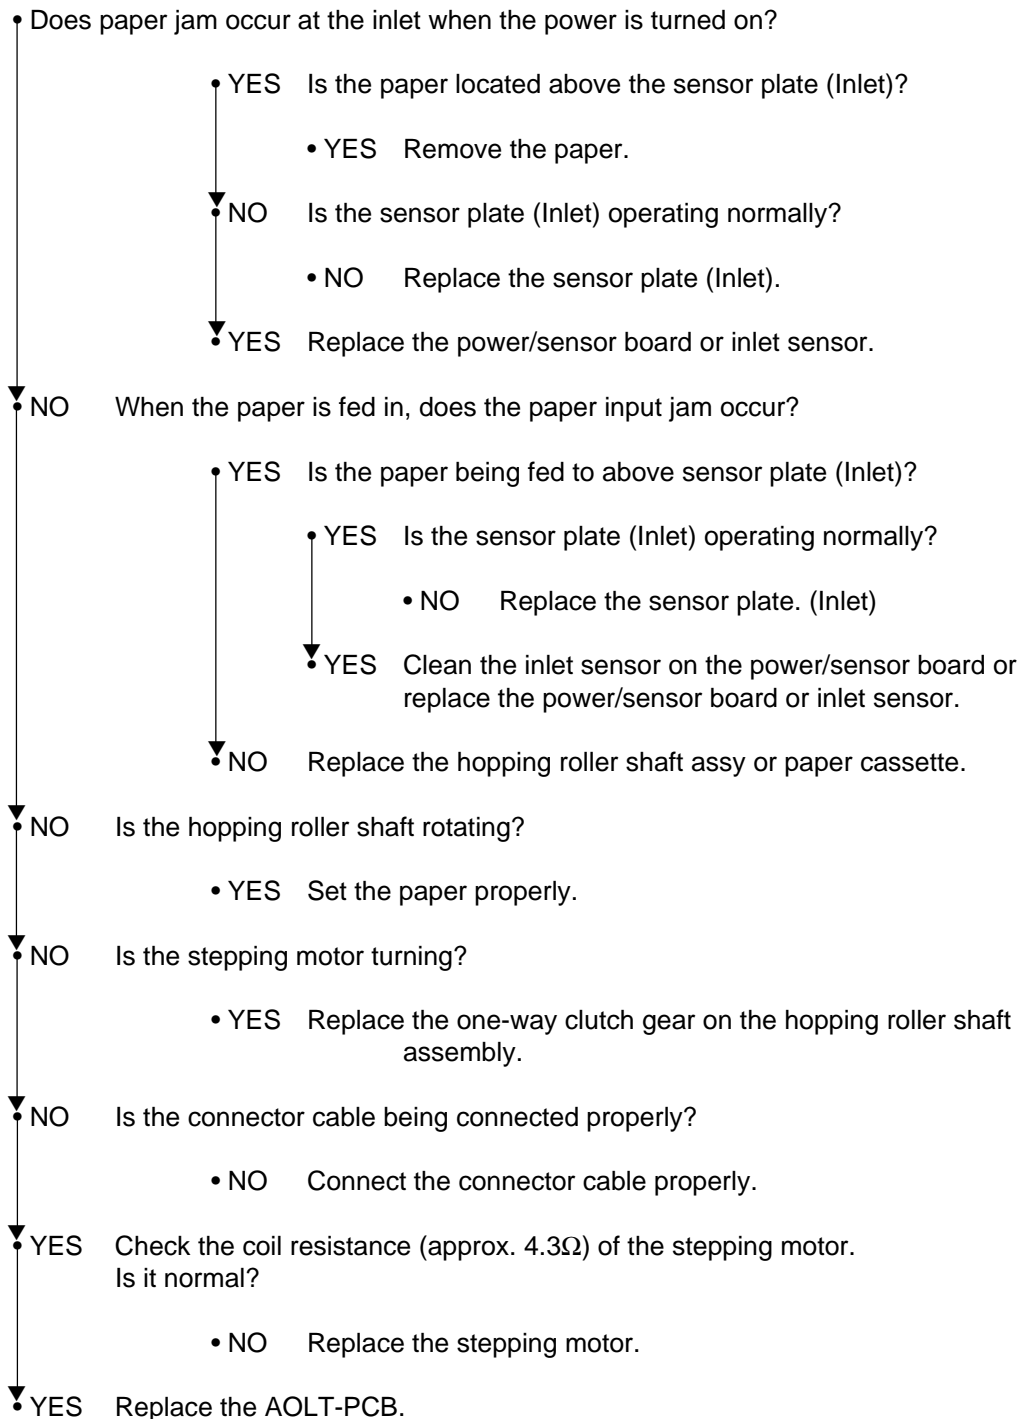 • Does paper jam occur at the inlet when the power is turned on?
• YES Is the paper located above the sensor plate (Inlet)?
• YES Remove the paper.
• NO Is the sensor plate (Inlet) operating normally?
• NO Replace the sensor plate (Inlet).
• YES Replace the power/sensor board or inlet sensor.
• NO When the paper is fed in, does the paper input jam occur?
• YES Is the paper being fed to above sensor plate (Inlet)?
• YES Is the sensor plate (Inlet) operating normally?
• NO Replace the sensor plate. (Inlet)
• YES Clean the inlet sensor on the power/sensor board or
replace the power/sensor board or inlet sensor.
• NO Replace the hopping roller shaft assy or paper cassette.
• NO Is the hopping roller shaft rotating?
• YES Set the paper properly.
• NO Is the stepping motor turning?
• YES Replace the one-way clutch gear on the hopping roller shaft
assembly.
• NO Is the connector cable being connected properly?
• NO Connect the connector cable properly.
• YES Check the coil resistance (approx. 4.3Ω) of the stepping motor.
Is it normal?
• NO Replace the stepping motor.
• YES Replace the AOLT-PCB.